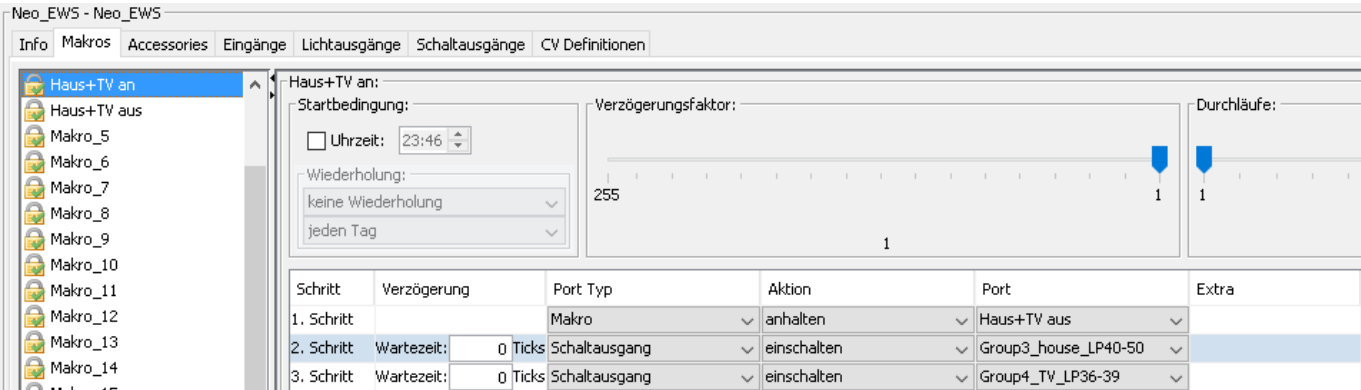 Neo_EWS - Neo_EWS
Info Makros Accessories Eingänge Lichtausgänge Schaltausgänge CV Definitionen
Haus+TV an
Haus+TV aus
Makro_5
Makro_6
Makro_7
Makro_8
Makro_9
Makro_10
Makro_11
Makro_12
Makro_13
Makro_14
Haus+TV an:
Startbedingung:
Uhrzeit: 23:46
Wiederholung:
keine Wiederholung
jeden Tag
Verzögerungsfaktor:
255 1
1
Durchläufe:
1
Schritt Verzögerung Port Typ Aktion Port Extra
1. Schritt Makro anhalten Haus+TV aus
2. Schritt Wartezeit: 0 Ticks Schaltausgang einschalten Group3_house_LP40-50
3. Schritt Wartezeit: 0 Ticks Schaltausgang einschalten Group4_TV_LP36-39